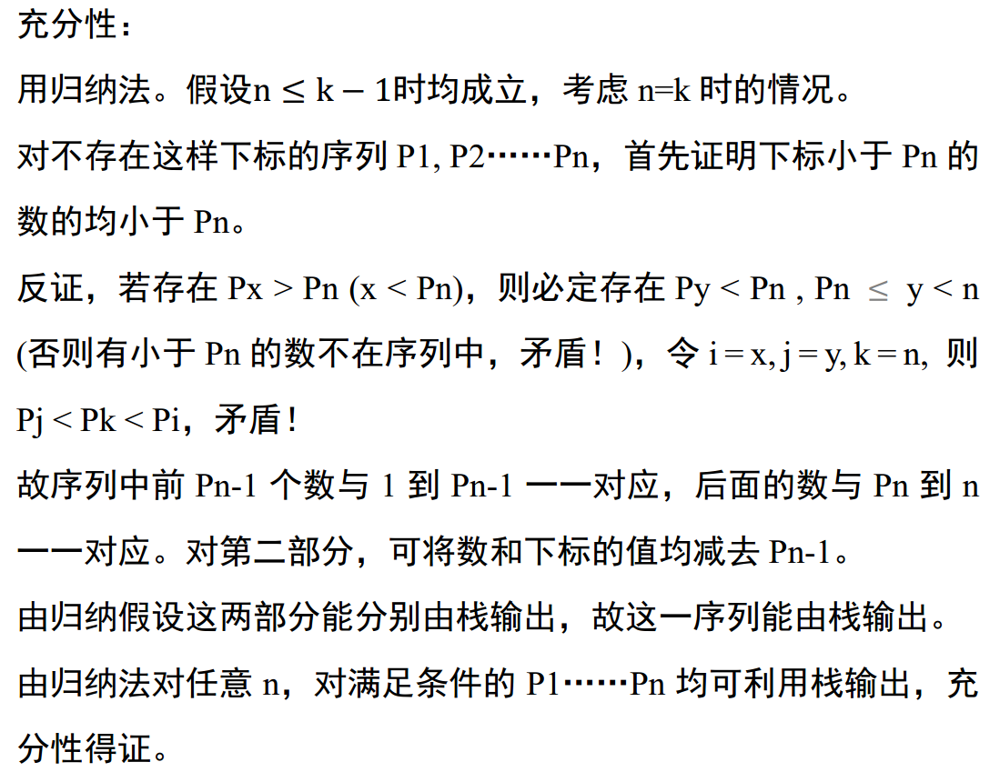 充分性：
用归纳法。假设n ≤ k − 1时均成立，考虑 n=k 时的情况。
对不存在这样下标的序列 P1, P2……Pn，首先证明下标小于 Pn 的
数的均小于 Pn。
反证，若存在 Px > Pn (x < Pn)，则必定存在 Py < Pn , Pn ≤ y < n
(否则有小于 Pn 的数不在序列中，矛盾！)，令 i = x, j = y, k = n, 则
Pj < Pk < Pi，矛盾！
故序列中前 Pn-1 个数与 1 到 Pn-1 一一对应，后面的数与 Pn 到 n
一一对应。对第二部分，可将数和下标的值均减去 Pn-1。
由归纳假设这两部分能分别由栈输出，故这一序列能由栈输出。
由归纳法对任意 n，对满足条件的 P1……Pn 均可利用栈输出，充
分性得证。